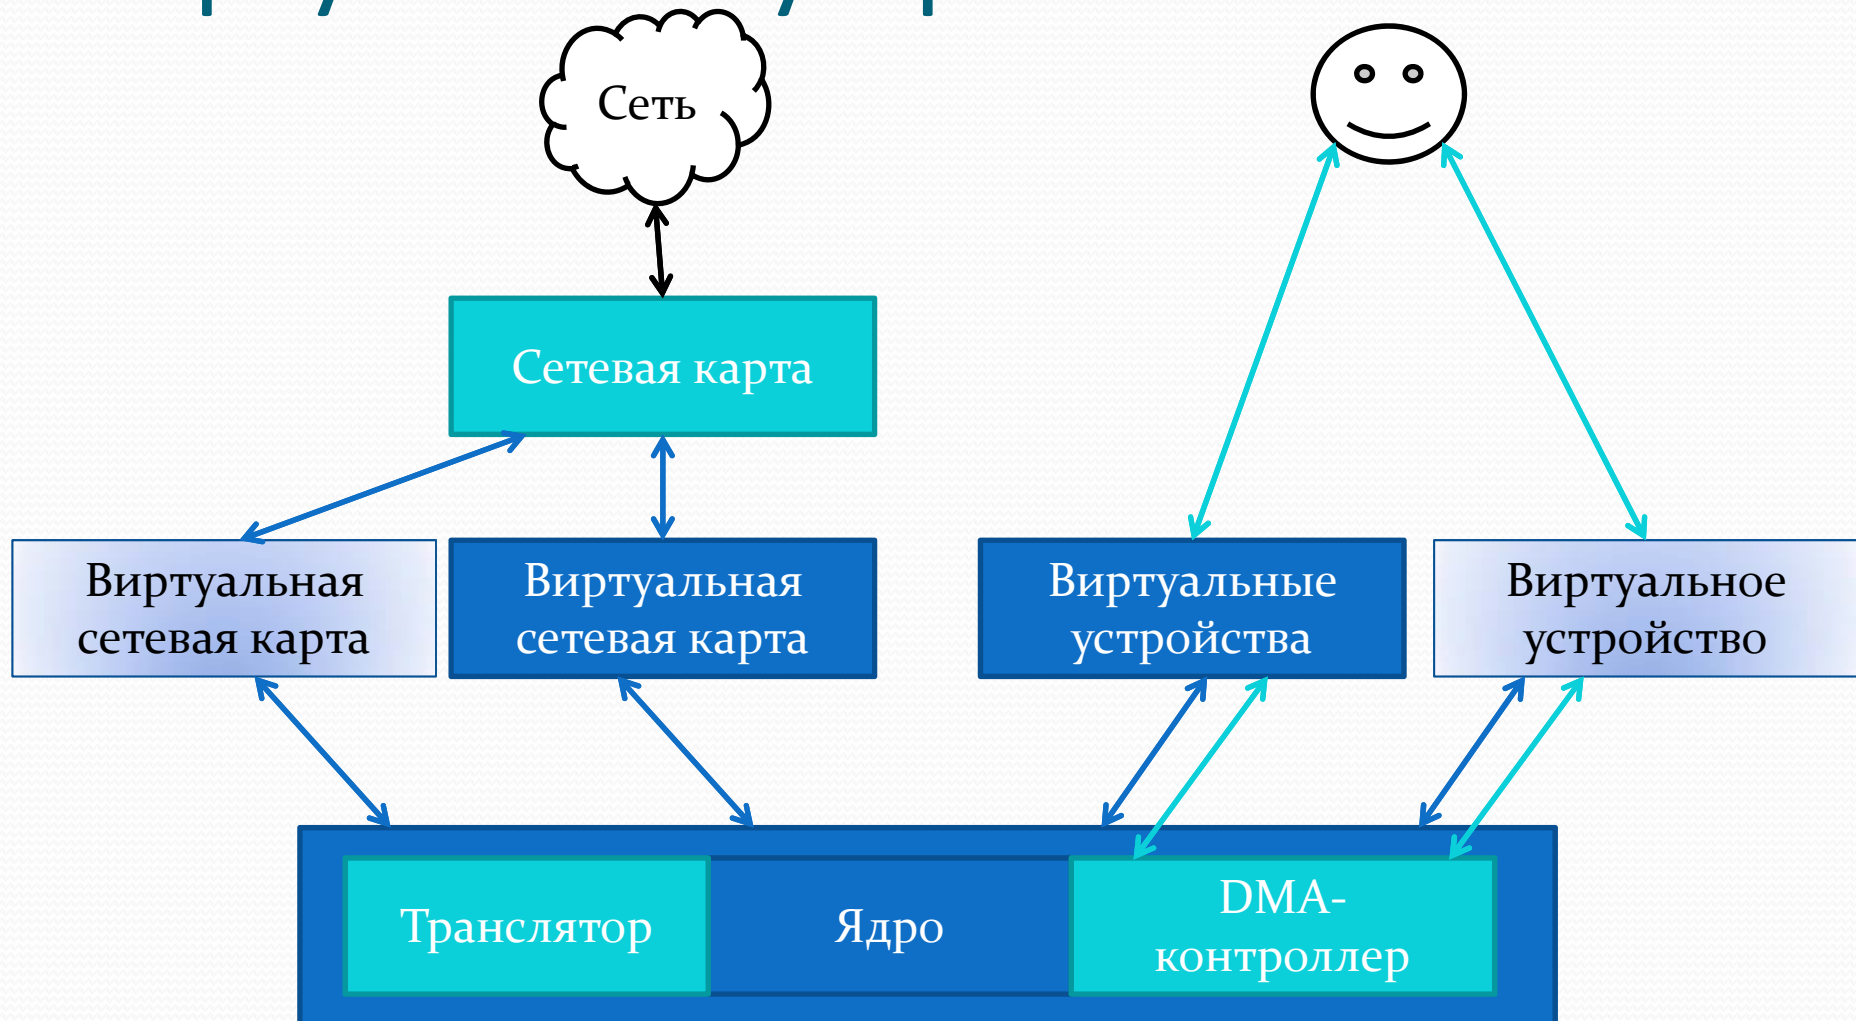 Сеть
Сетевая карта
Виртуальная
сетевая карта
Виртуальная
сетевая карта
Виртуальные
устройства
Виртуальное
устройство
Транслятор
Ядро
DMA-
контроллер